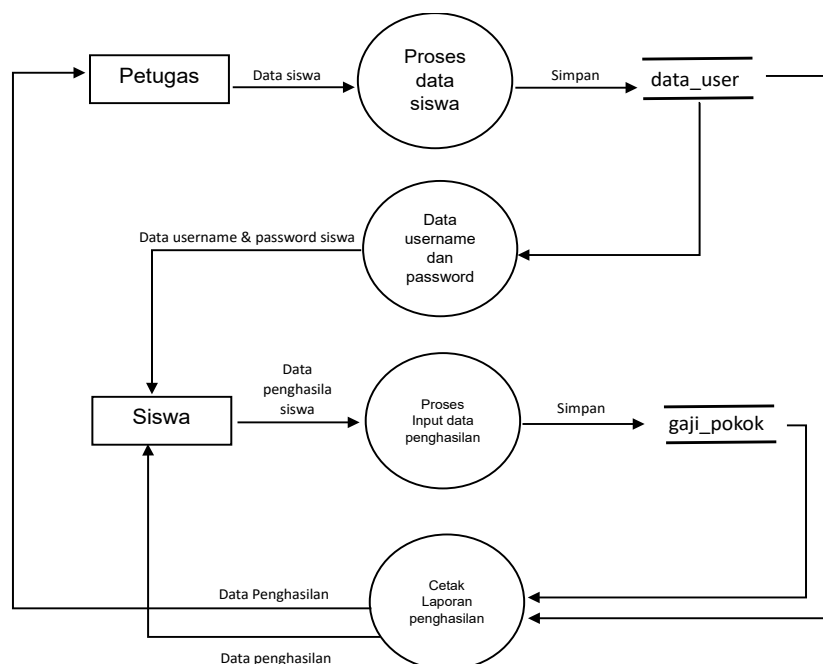 Petugas
Data siswa
Proses
data
siswa
Simpan
data_user
Data username & password siswa
Data
username
dan
password
Siswa
Data
penghasila
siswa
Proses
Input data
penghasilan
Simpan
gaji_pokok
Data Penghasilan
Cetak
Laporan
penghasilan
Data penghasilan